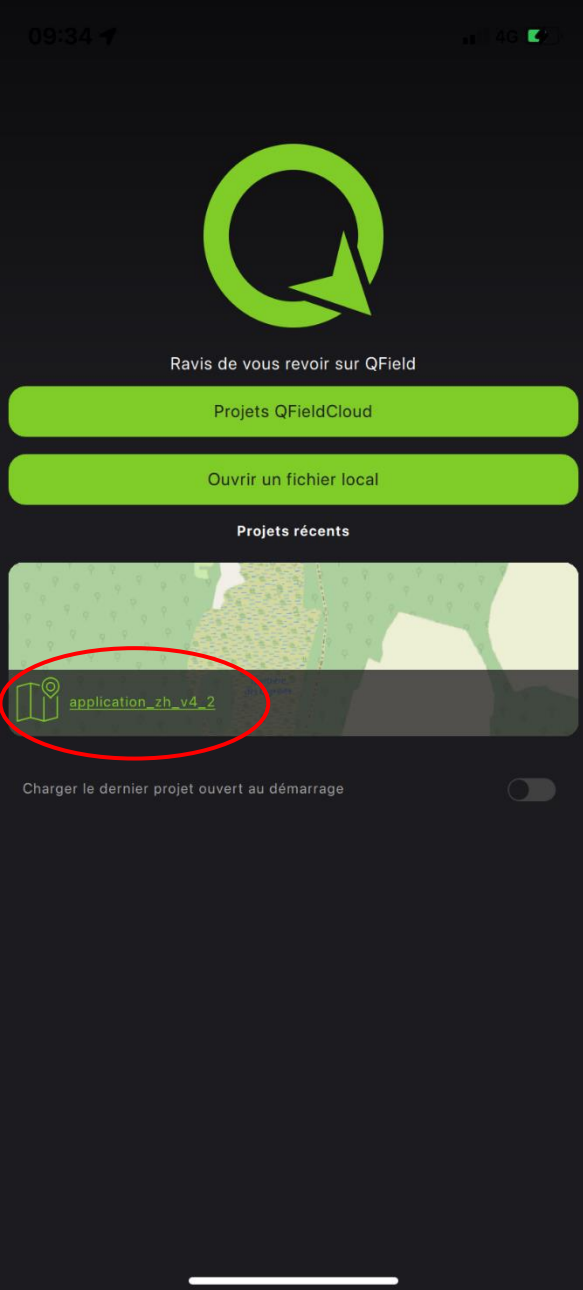 09:34
4G
Ravis de vous revoir sur QField
Projets QFieldCloud
Ouvrir un fichier local
Projets récents
application_zh_v4_2
Charger le dernier projet ouvert au démarrage